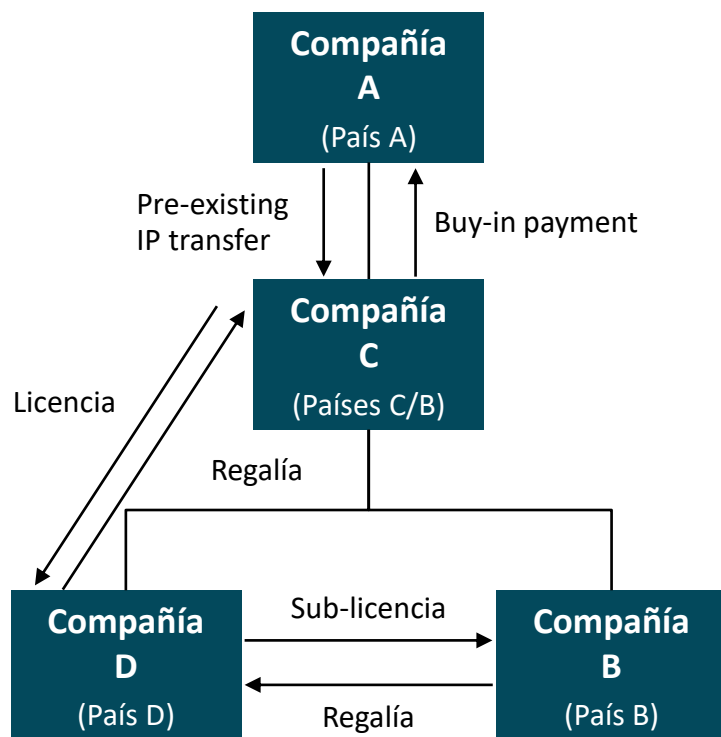 Compañía
A
(País A)
Pre-existing
IP transfer
Buy-in payment
Compañía
C
(Países C/B)
Licencia
Regalía
Compañía
D
(País D)
Sub-licencia
Regalía
Compañía
B
(País B)